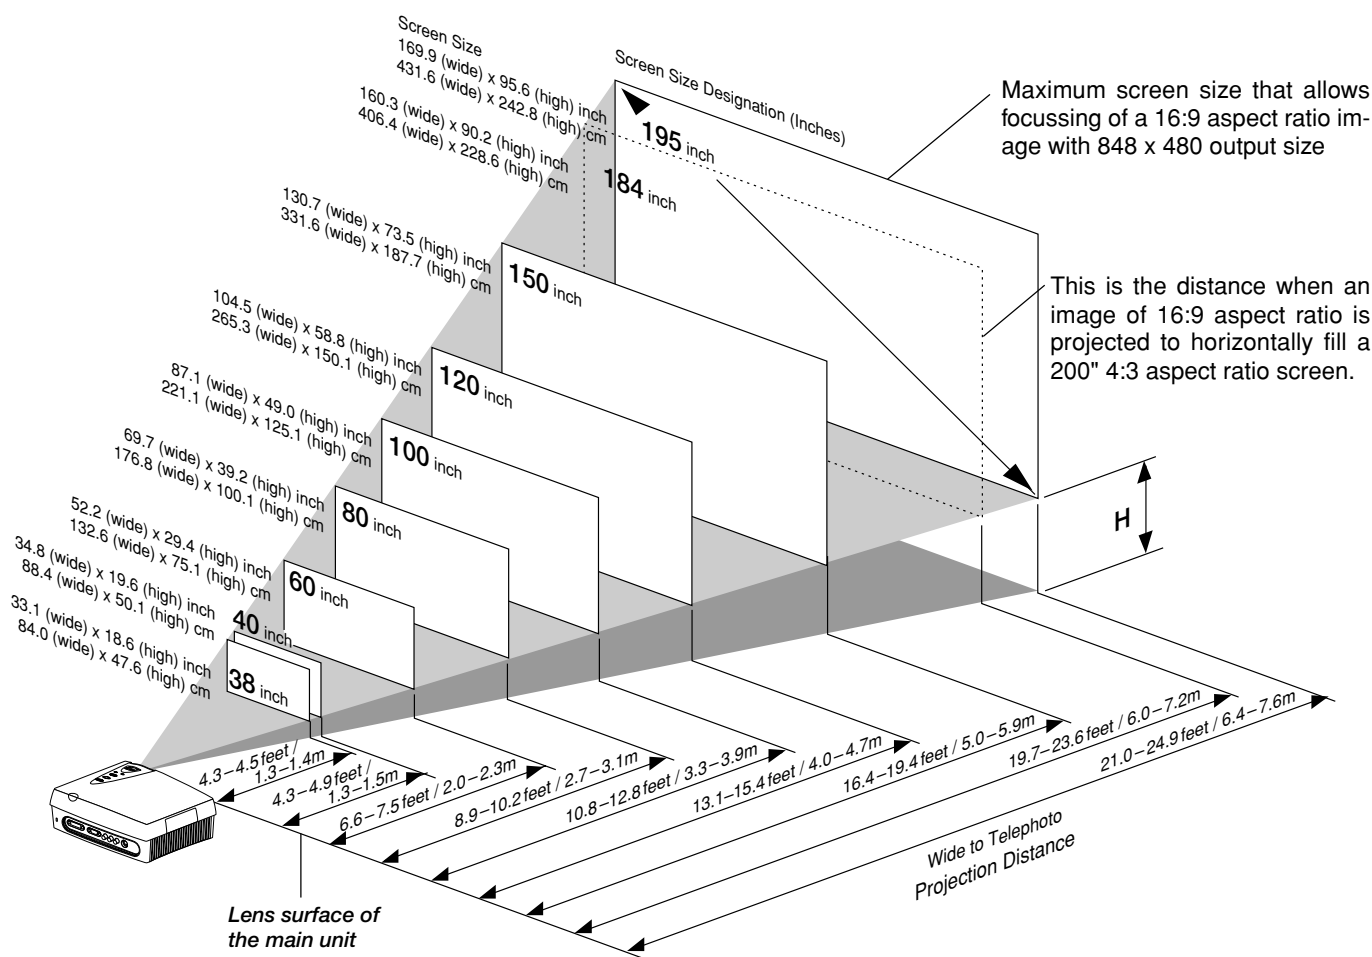 Screen Size
169.9 (wide) x 95.6 (high) inch
431.6 (wide) x 242.8 (high) cm
160.3 (wide) x 90.2 (high) inch
406.4 (wide) x 228.6 (high) cm
130.7 (wide) x 73.5 (high) inch
331.6 (wide) x 187.7 (high) cm
104.5 (wide) x 58.8 (high) inch
265.3 (wide) x 150.1 (high) cm
87.1 (wide) x 49.0 (high) inch
221.1 (wide) x 125.1 (high) cm
69.7 (wide) x 39.2 (high) inch
176.8 (wide) x 100.1 (high) cm
52.2 (wide) x 29.4 (high) inch
132.6 (wide) x 75.1 (high) cm
34.8 (wide) x 19.6 (high) inch
88.4 (wide) x 50.1 (high) cm
33.1 (wide) x 18.6 (high) inch
84.0 (wide) x 47.6 (high) cm
Screen Size Designation (Inches)
195 inch
184 inch
150 inch
120 inch
100 inch
80 inch
60 inch
40 inch
38 inch
Maximum screen size that allows
focussing of a 16:9 aspect ratio im-
age with 848 x 480 output size
This is the distance when an
image of 16:9 aspect ratio is
projected to horizontally fill a
200" 4:3 aspect ratio screen.
H
4.3–4.5 feet /
1.3–1.4m
4.3–4.9 feet /
1.3–1.5m
6.6–7.5 feet / 2.0–2.3m
8.9–10.2 feet / 2.7–3.1m
10.8–12.8 feet / 3.3–3.9m
13.1–15.4 feet / 4.0–4.7m
16.4–19.4 feet / 5.0–5.9m
19.7–23.6 feet / 6.0–7.2m
21.0–24.9 feet / 6.4–7.6m
Wide to Telephoto
Projection Distance
Lens surface of
the main unit